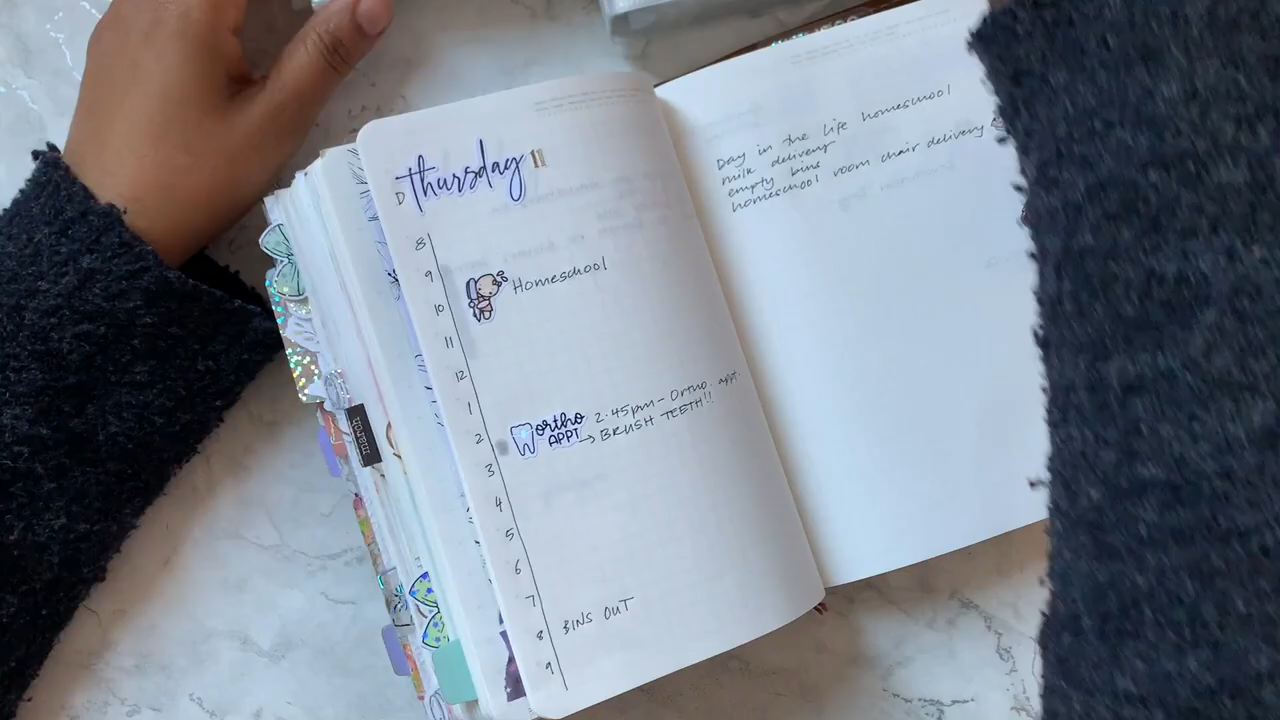 D thursday 11
8
9
Homeschool
10
11
12
1
2:45pm - Ortho. appt.
ortho
APPT → BRUSH TEETH!!
2
3
4
5
6
7
8 BINS OUT
9
march
Day in the life homeschool
milk delivery
empty bins
homeschool room chair delivery